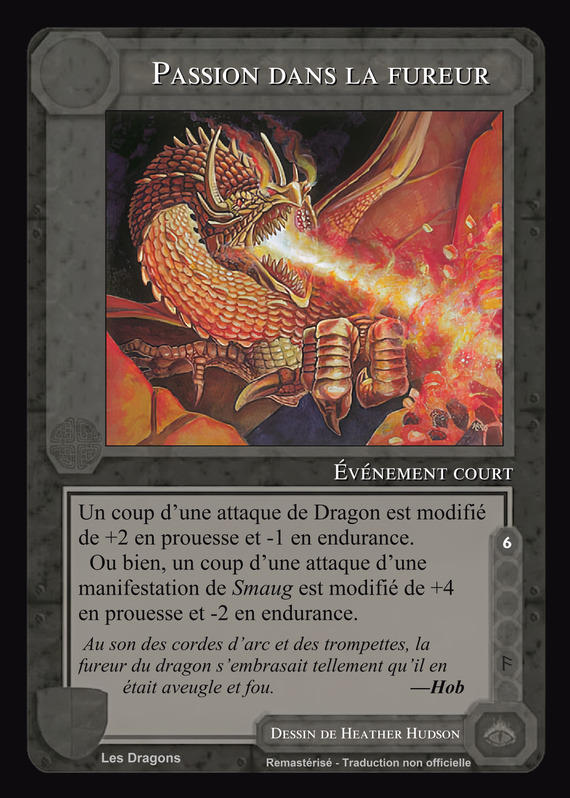 Passion dans la fureur
Événement court
Un coup d'une attaque de Dragon est modifié
de +2 en prouesse et -1 en endurance.
Ou bien, un coup d'une attaque d'une
manifestation de Smaug est modifié de +4
en prouesse et -2 en endurance.
6
Au son des cordes d'arc et des trompettes, la
fureur du dragon s'embrasait tellement qu'il en
était aveugle et fou. —Hob
Dessin de Heather Hudson
Les Dragons
Remastérisé - Traduction non officielle